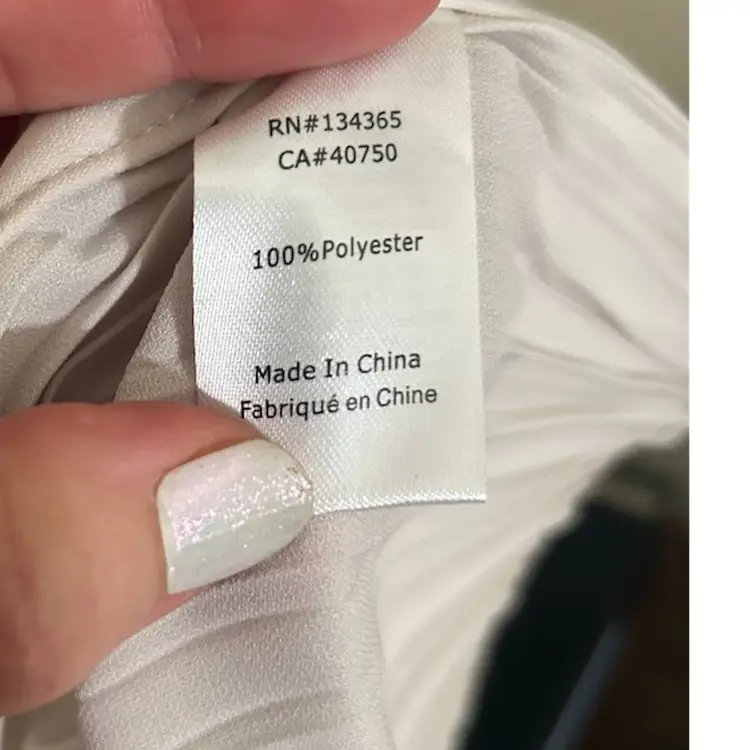 RN#134365
CA#40750
100%Polyester
Made In China
Fabriqué en Chine